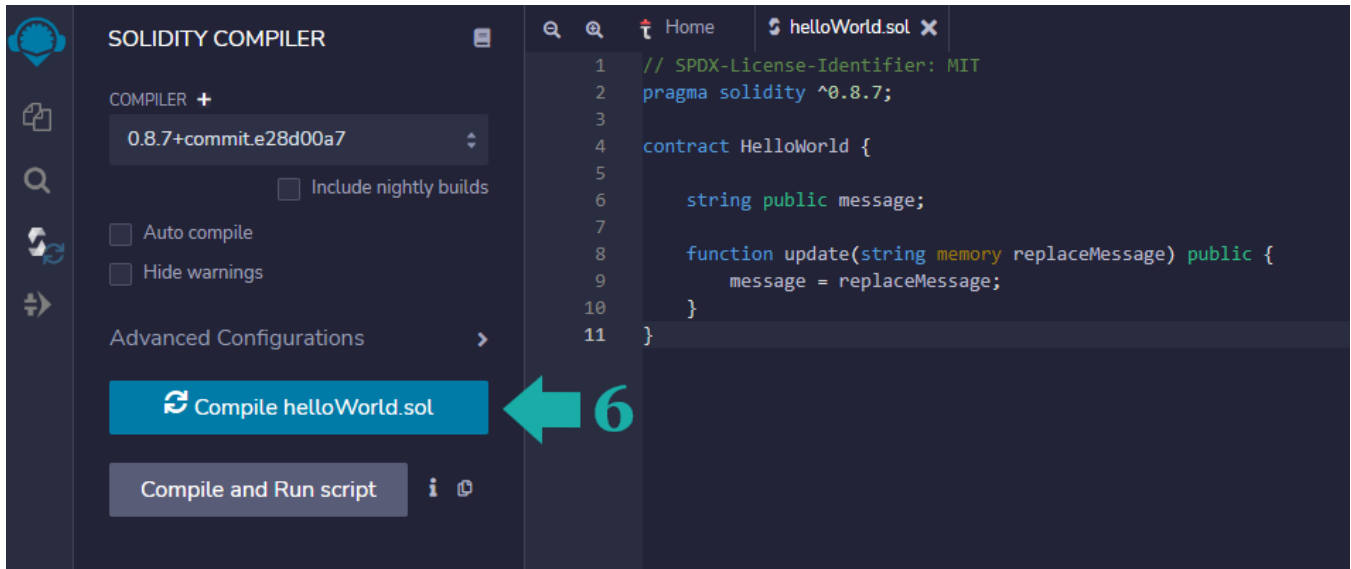 SOLIDITY COMPILER
COMPILER +
0.8.7+commit.e28d00a7
Include nightly builds
Auto compile
Hide warnings
Advanced Configurations
Compile helloWorld.sol
6
Compile and Run script
i
Home
helloWorld.sol
1 // SPDX-License-Identifier: MIT
2 pragma solidity ^0.8.7;
3
4 contract HelloWorld {
5
6 string public message;
7
8 function update(string memory replaceMessage) public {
9 message = replaceMessage;
10 }
11 }